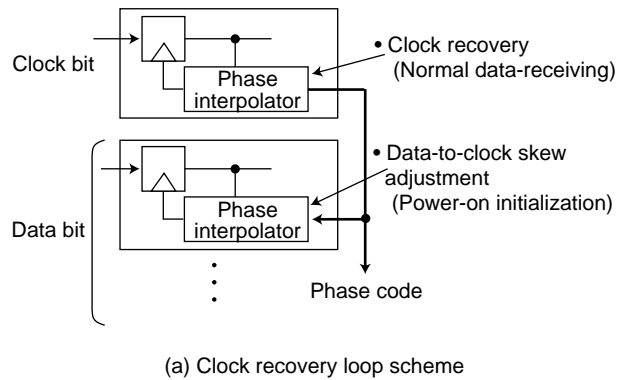 Clock bit
Phase
interpolator
• Clock recovery
(Normal data-receiving)
Data bit
Phase
interpolator
• Data-to-clock skew
adjustment
(Power-on initialization)
Phase code
(a) Clock recovery loop scheme